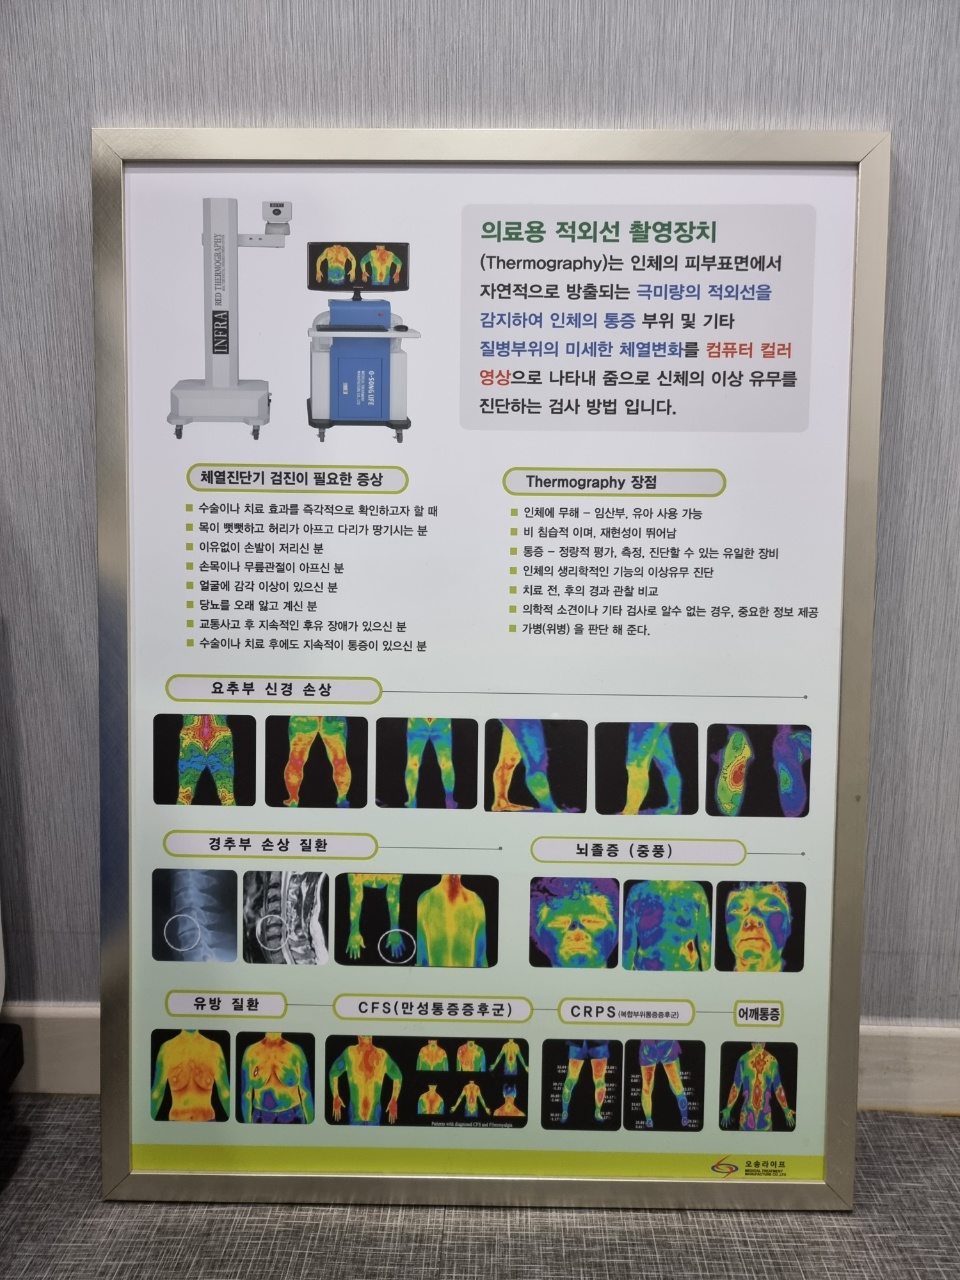 INFRA RED THERMOGRAPHY
O-SONG LIFE
의료용 적외선 촬영장치
(Thermography)는 인체의 피부표면에서
자연적으로 방출되는 극미량의 적외선을
감지하여 인체의 통증 부위 및 기타
질병부위의 미세한 체열변화를 컴퓨터 컬러
영상으로 나타내 줌으로 신체의 이상 유무를
진단하는 검사 방법 입니다.
체열진단기 검진이 필요한 증상
수술이나 치료 효과를 즉각적으로 확인하고자 할 때
목이 뻣뻣하고 허리가 아프고 다리가 땅기시는 분
이유없이 손발이 저리신 분
손목이나 무릎관절이 아프신 분
얼굴에 감각 이상이 있으신 분
당뇨를 오래 앓고 계신 분
교통사고 후 지속적인 후유 장애가 있으신 분
수술이나 치료 후에도 지속적이 통증이 있으신 분
Thermography 장점
인체에 무해 - 임산부, 유아 사용 가능
비 침습적 이며, 재현성이 뛰어남
통증 - 정량적 평가, 측정, 진단할 수 있는 유일한 장비
인체의 생리학적인 기능의 이상유무 진단
치료 전, 후의 경과 관찰 비교
의학적 소견이나 기타 검사로 알수 없는 경우, 중요한 정보 제공
가병(위병) 을 판단 해 준다.
요추부 신경 손상
경추부 손상 질환
뇌졸증 (중풍)
유방 질환
CFS(만성통증증후군)
CRPS (복합부위통증증후군)
어깨통증
Patients with diagnosed CFS and Fibromyalgia
오송라이프
MEDICAL TREATMENT
MANUFACTURE CO.,LTD